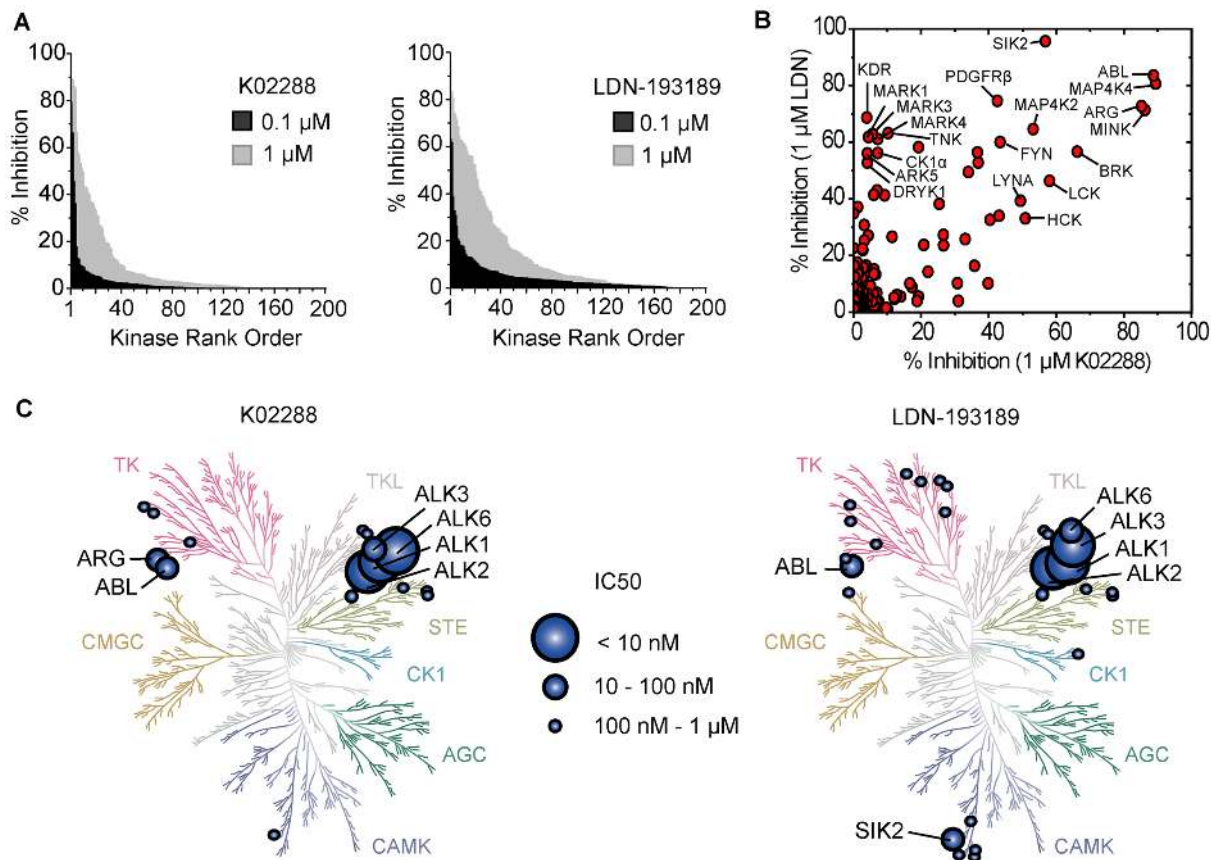 A
K02288
0.1 µM
1 µM
100
80
60
40
20
0
% Inhibition
1
40
80
120
160
200
Kinase Rank Order
LDN-193189
0.1 µM
1 µM
100
80
60
40
20
0
% Inhibition
1
40
80
120
160
200
Kinase Rank Order
B
100
80
60
40
20
0
% Inhibition (1 µM LDN)
SIK2
KDR
MARK1
MARK3
MARK4
TNK
CK1α
ARK5
DRYK1
PDGFRβ
MAP4K2
FYN
LYNA
ABL
MAP4K4
ARG
MINK
BRK
LCK
HCK
0
20
40
60
80
100
% Inhibition (1 µM K02288)
C
K02288
TK
TKL
ALK3
ALK6
ALK1
ALK2
ARG
ABL
CMGC
STE
CK1
AGC
CAMK
IC50
< 10 nM
10 - 100 nM
100 nM - 1 µM
LDN-193189
TK
TKL
ALK6
ALK3
ALK1
ALK2
ABL
CMGC
STE
CK1
AGC
SIK2
CAMK